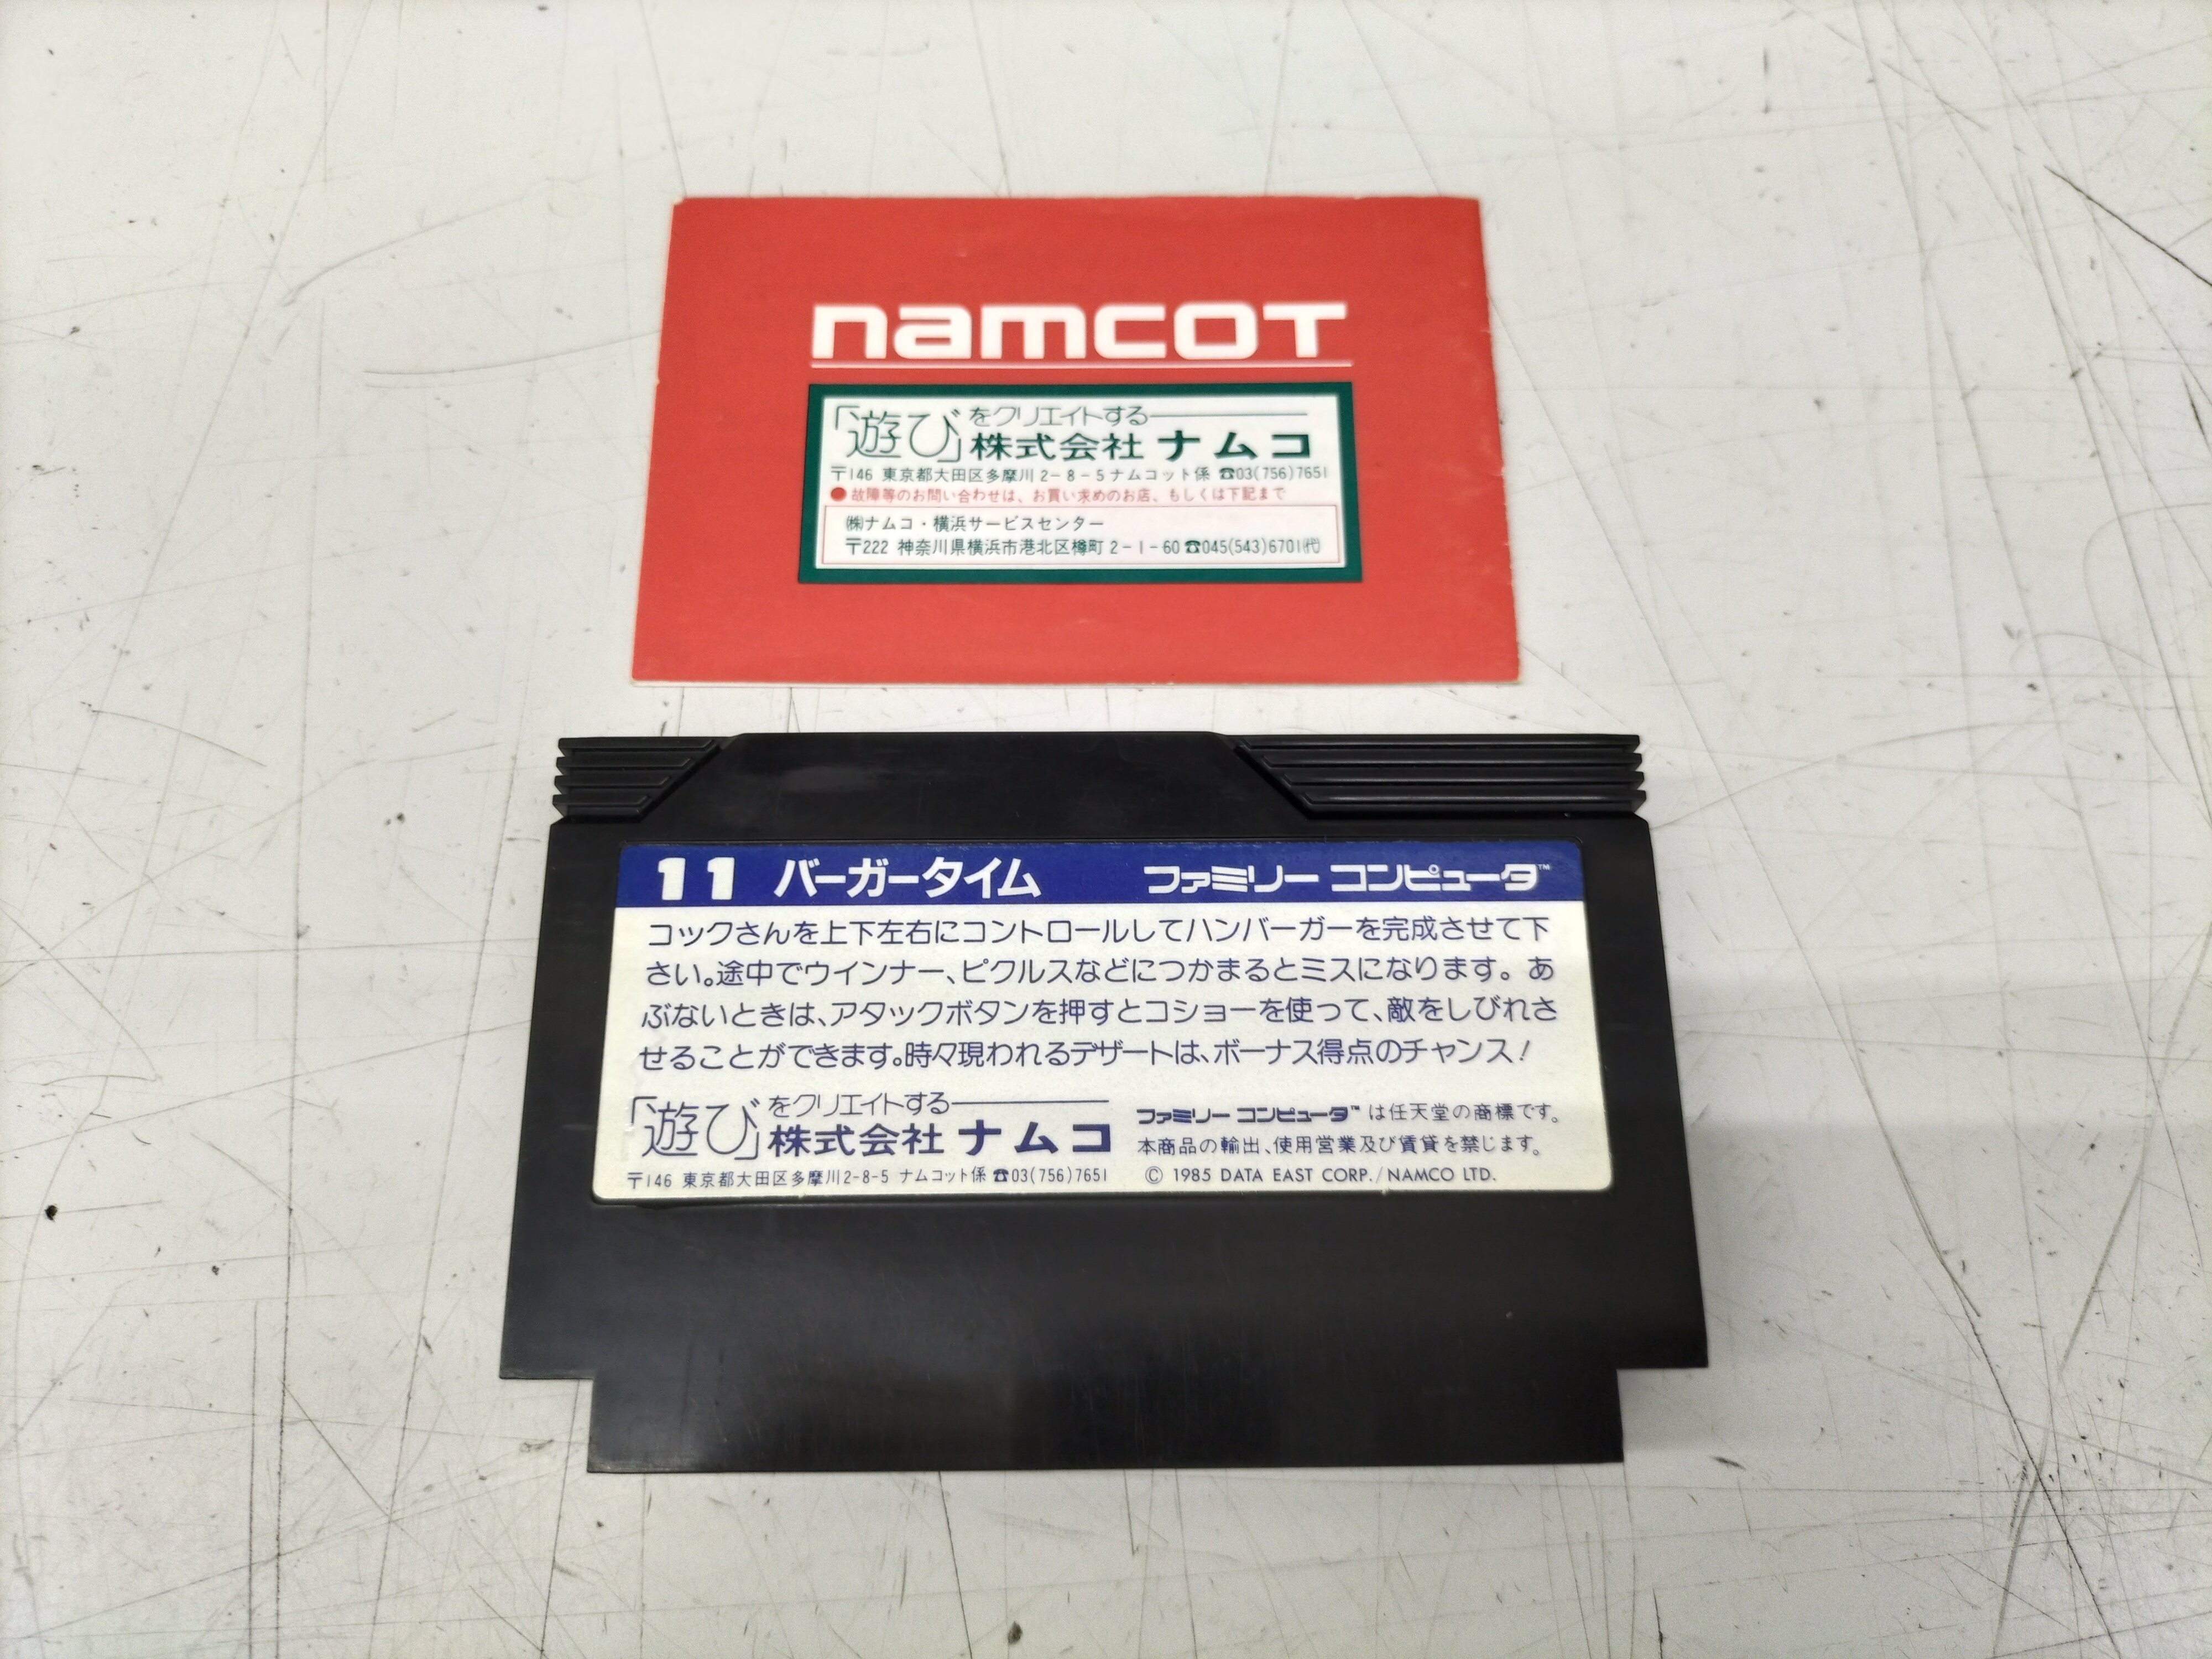 namcoT
「遊び」をクリエイトする
株式会社 ナムコ
〒146 東京都大田区多摩川2-8-5ナムコット係 ☎03(756)7651
●故障等のお問い合わせは、お買い求めのお店、もしくは下記まで
㈱ナムコ・横浜サービスセンター
〒222 神奈川県横浜市港北区樽町2-1-60 ☎045(543)6701㈹
11 バーガータイム ファミリー コンピュータ™
コックさんを上下左右にコントロールしてハンバーガーを完成させて下
さい。途中でウインナー、ピクルスなどにつかまるとミスになります。あ
ぶないときは、アタックボタンを押すとコショーを使って、敵をしびれさ
せることができます。時々現われるデザートは、ボーナス得点のチャンス!
「遊び」をクリエイトする
株式会社 ナムコ
〒146 東京都大田区多摩川2-8-5 ナムコット係 ☎03(756)7651
ファミリー コンピュータ™ は任天堂の商標です。
本商品の輸出、使用営業及び賃貸を禁じます。
© 1985 DATA EAST CORP./NAMCO LTD.